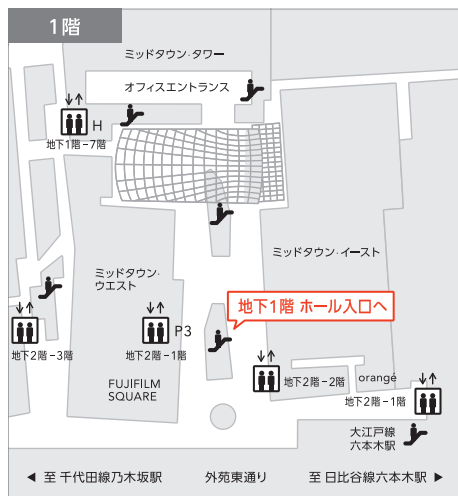 1階
ミッドタウン・タワー
オフィスエントランス
H
地下1階-7階
ミッドタウン・イースト
ミッドタウン・
ウエスト
地下1階 ホール入口へ
P3
地下2階-3階
地下2階-1階
地下2階-2階
orangé
地下2階-1階
FUJIFILM
SQUARE
大江戸線
六本木駅
◀ 至 千代田線乃木坂駅
外苑東通り
至 日比谷線六本木駅 ▶